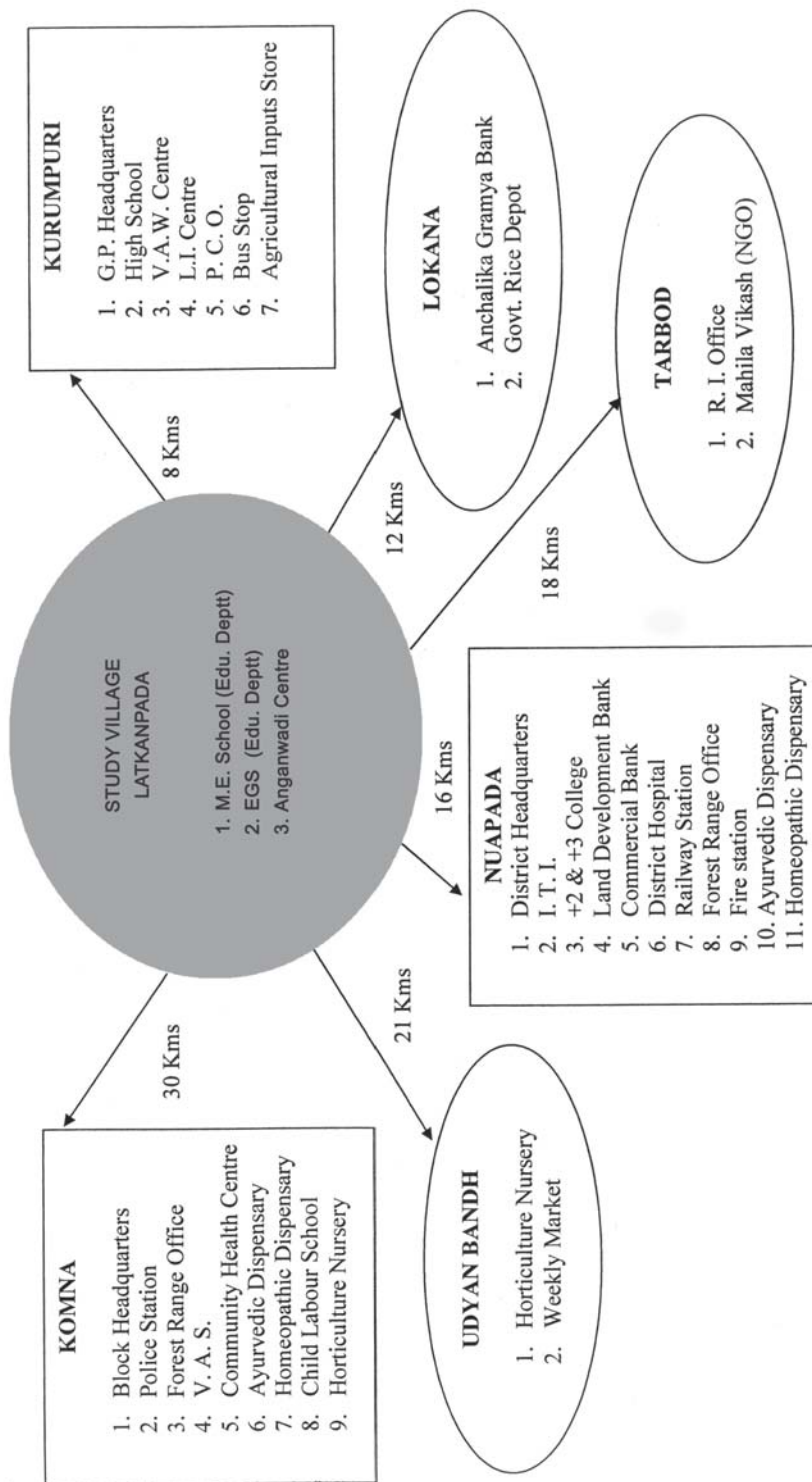 STUDY VILLAGE
LATKANPADA
1. M.E. School (Edu. Deptt)
2. EGS (Edu. Deptt)
3. Anganwadi Centre
30 Kms
8 Kms
21 Kms
16 Kms
12 Kms
18 Kms
KOMNA
1. Block Headquarters
2. Police Station
3. Forest Range Office
4. V. A. S.
5. Community Health Centre
6. Ayurvedic Dispensary
7. Homeopathic Dispensary
8. Child Labour School
9. Horticulture Nursery
KURUMPURI
1. G.P. Headquarters
2. High School
3. V.A.W. Centre
4. L.I. Centre
5. P. C. O.
6. Bus Stop
7. Agricultural Inputs Store
UDYAN BANDH
1. Horticulture Nursery
2. Weekly Market
NUAPADA
1. District Headquarters
2. I. T. I.
3. +2 & +3 College
4. Land Development Bank
5. Commercial Bank
6. District Hospital
7. Railway Station
8. Forest Range Office
9. Fire station
10. Ayurvedic Dispensary
11. Homeopathic Dispensary
LOKANA
1. Anchalika Gramya Bank
2. Govt. Rice Depot
TARBOD
1. R. I. Office
2. Mahila Vikash (NGO)